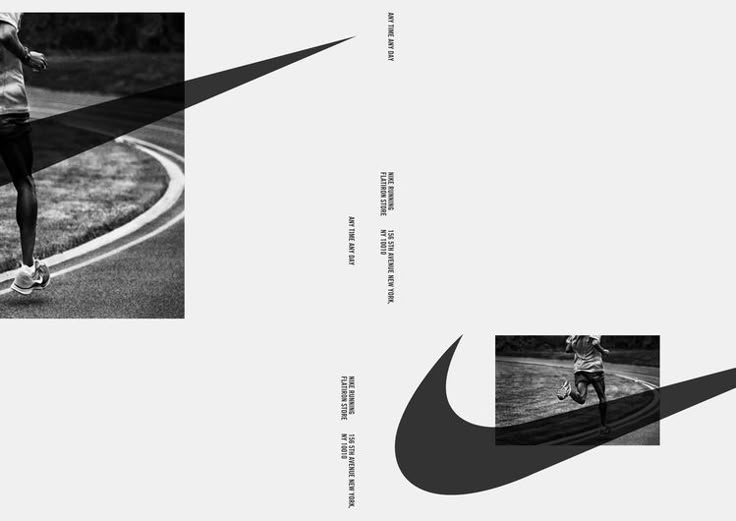 ANY TIME ANY DAY
NIKE RUNNING
FLATIRON STORE
156 5TH AVENUE NEW YORK,
NY 10010
ANY TIME ANY DAY
NIKE RUNNING
FLATIRON STORE
156 5TH AVENUE NEW YORK,
NY 10010